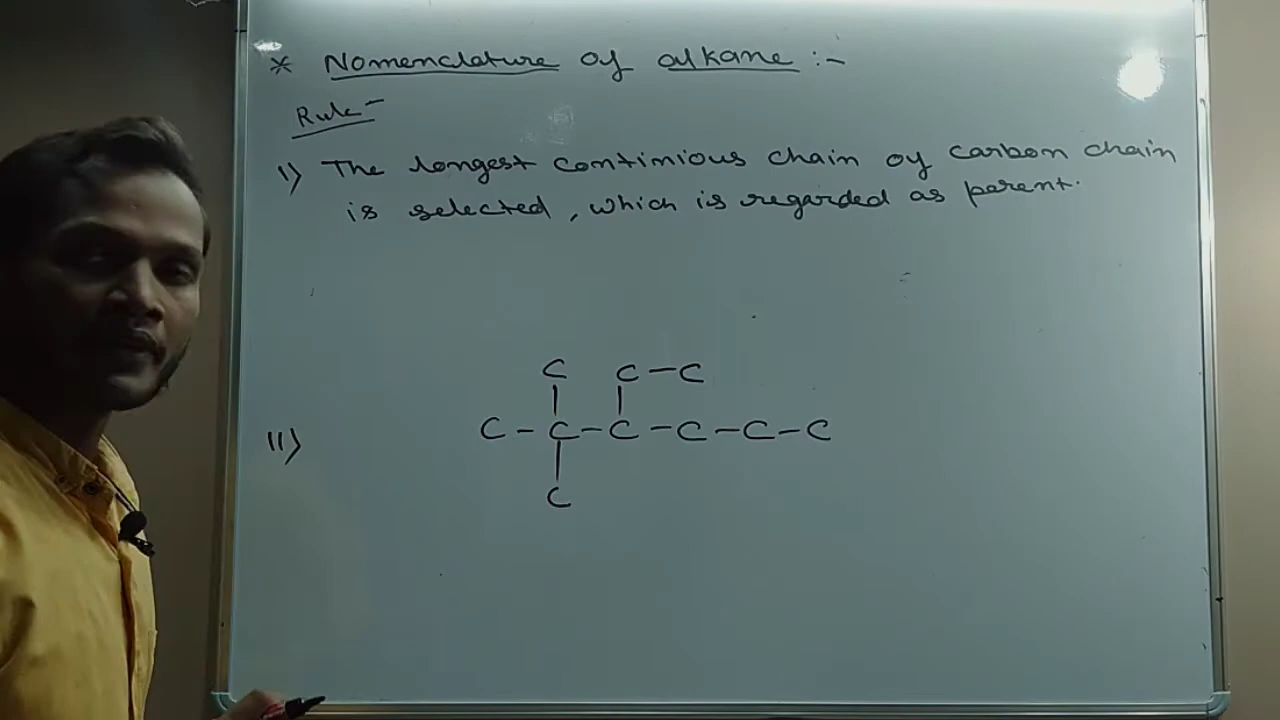 * Nomenclature of alkane :-
Rule-
1) The longest continious chain of carbon chain
is selected, which is regarded as perent.
C C-C
11) C-C-C-C-C-C
C